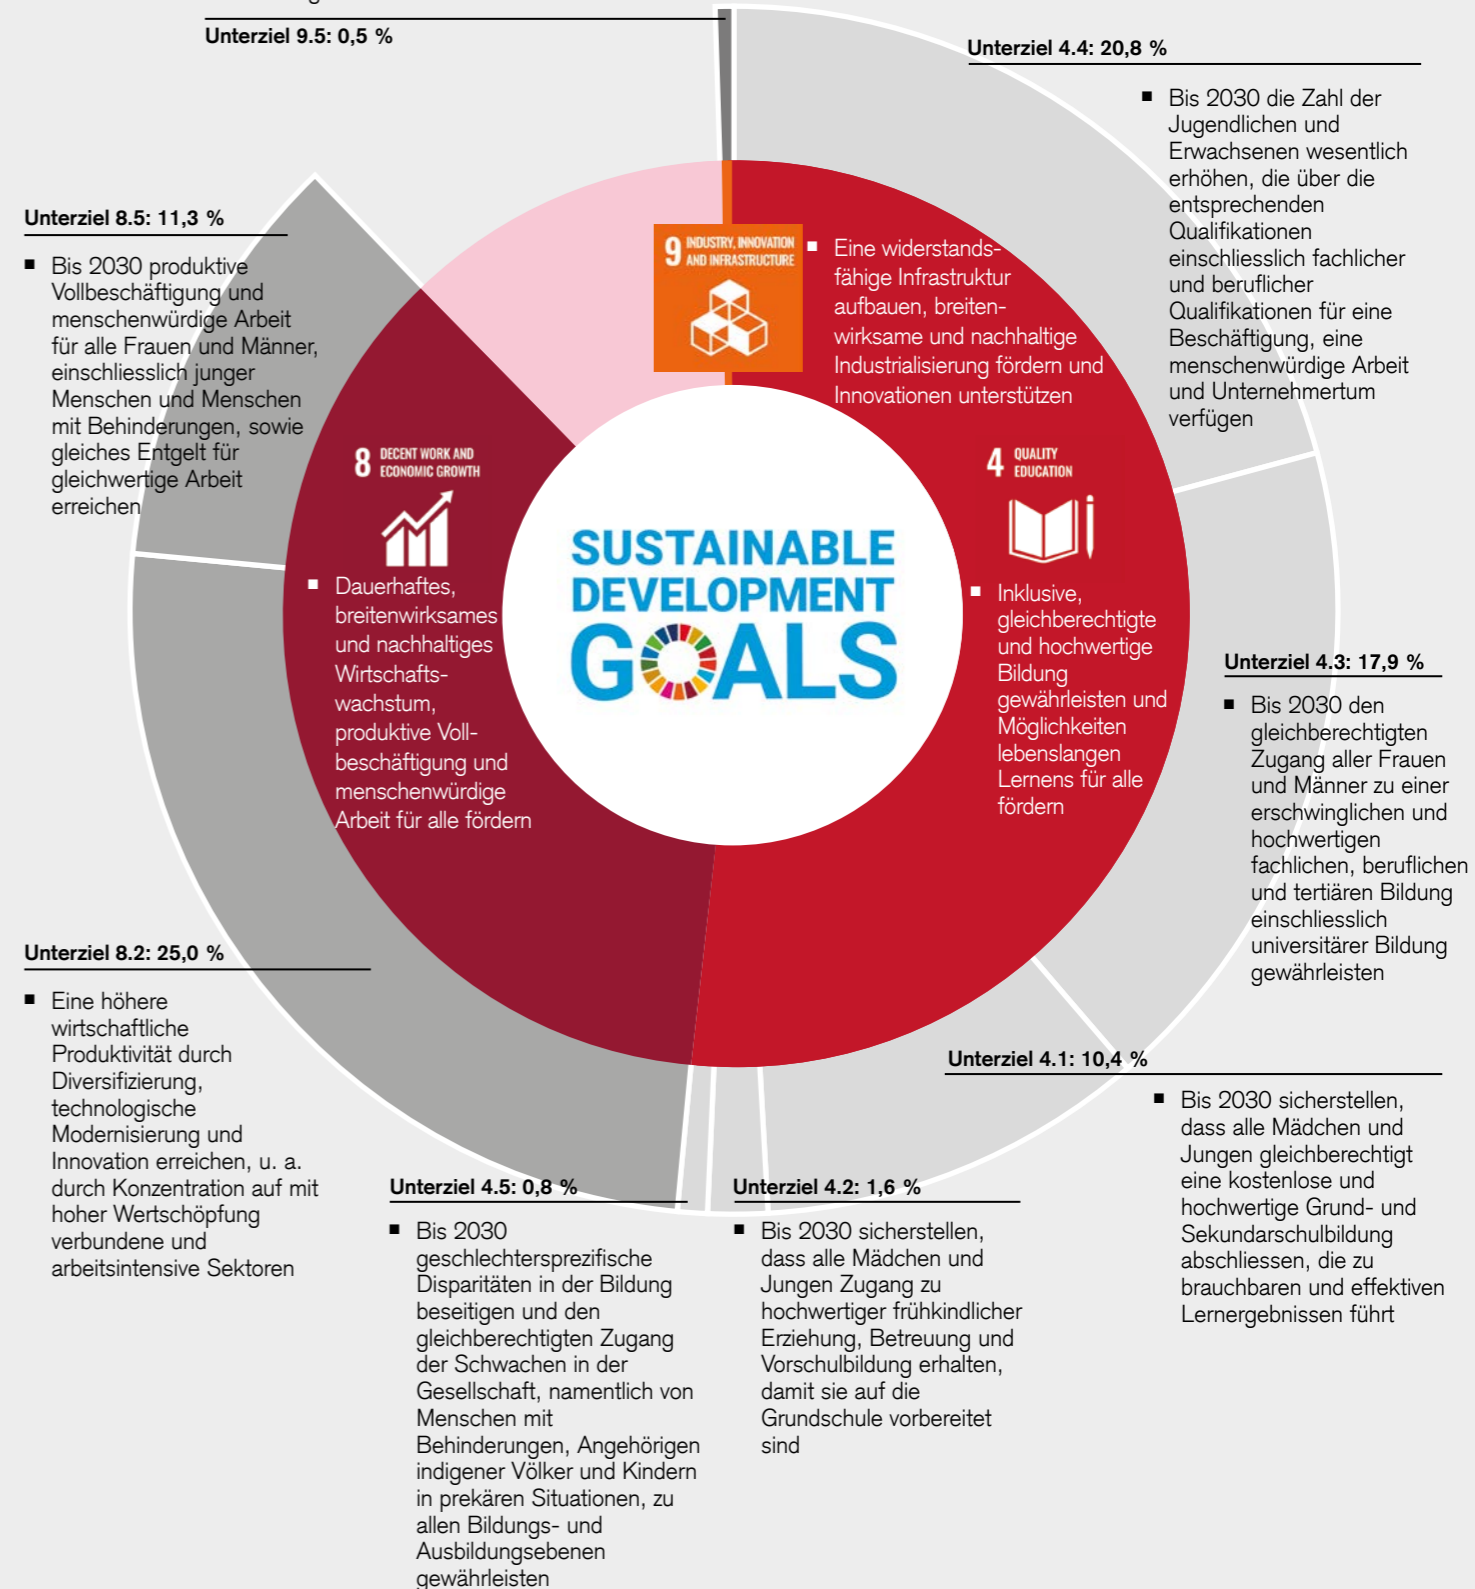 Unterziel 9.5: 0,5 %
Unterziel 4.4: 20,8 %
■ Bis 2030 die Zahl der
Jugendlichen und
Erwachsenen wesentlich
erhöhen, die über die
entsprechenden
Qualifikationen
einschliesslich fachlicher
und beruflicher
Qualifikationen für eine
Beschäftigung, eine
menschenwürdige Arbeit
und Unternehmertum
verfügen
Unterziel 8.5: 11,3 %
■ Bis 2030 produktive
Vollbeschäftigung und
menschenwürdige Arbeit
für alle Frauen und Männer,
einschliesslich junger
Menschen und Menschen
mit Behinderungen, sowie
gleiches Entgelt für
gleichwertige Arbeit
erreichen
9 INDUSTRY, INNOVATION
AND INFRASTRUCTURE
■ Eine widerstands-
fähige Infrastruktur
aufbauen, breiten-
wirksame und nachhaltige
Industrialisierung fördern und
Innovationen unterstützen
8 DECENT WORK AND
ECONOMIC GROWTH
■ Dauerhaftes,
breitenwirksames
und nachhaltiges
Wirtschafts-
wachstum,
produktive Voll-
beschäftigung und
menschenwürdige
Arbeit für alle fördern
SUSTAINABLE
DEVELOPMENT
GOALS
4 QUALITY
EDUCATION
■ Inklusive,
gleichberechtigte
und hochwertige
Bildung
gewährleisten und
Möglichkeiten
lebenslangen
Lernens für alle
fördern
Unterziel 4.3: 17,9 %
■ Bis 2030 den
gleichberechtigten
Zugang aller Frauen
und Männer zu einer
erschwinglichen und
hochwertigen
fachlichen, beruflichen
und tertiären Bildung
einschliesslich
universitärer Bildung
gewährleisten
Unterziel 8.2: 25,0 %
■ Eine höhere
wirtschaftliche
Produktivität durch
Diversifizierung,
technologische
Modernisierung und
Innovation erreichen, u. a.
durch Konzentration auf mit
hoher Wertschöpfung
verbundene und
arbeitsintensive Sektoren
Unterziel 4.5: 0,8 %
■ Bis 2030
geschlechtersprezifische
Disparitäten in der Bildung
beseitigen und den
gleichberechtigten Zugang
der Schwachen in der
Gesellschaft, namentlich von
Menschen mit
Behinderungen, Angehörigen
indigener Völker und Kindern
in prekären Situationen, zu
allen Bildungs- und
Ausbildungsebenen
gewährleisten
Unterziel 4.2: 1,6 %
■ Bis 2030 sicherstellen,
dass alle Mädchen und
Jungen Zugang zu
hochwertiger frühkindlicher
Erziehung, Betreuung und
Vorschulbildung erhalten,
damit sie auf die
Grundschule vorbereitet
sind
Unterziel 4.1: 10,4 %
■ Bis 2030 sicherstellen,
dass alle Mädchen und
Jungen gleichberechtigt
eine kostenlose und
hochwertige Grund- und
Sekundarschulbildung
abschliessen, die zu
brauchbaren und effektiven
Lernergebnissen führt